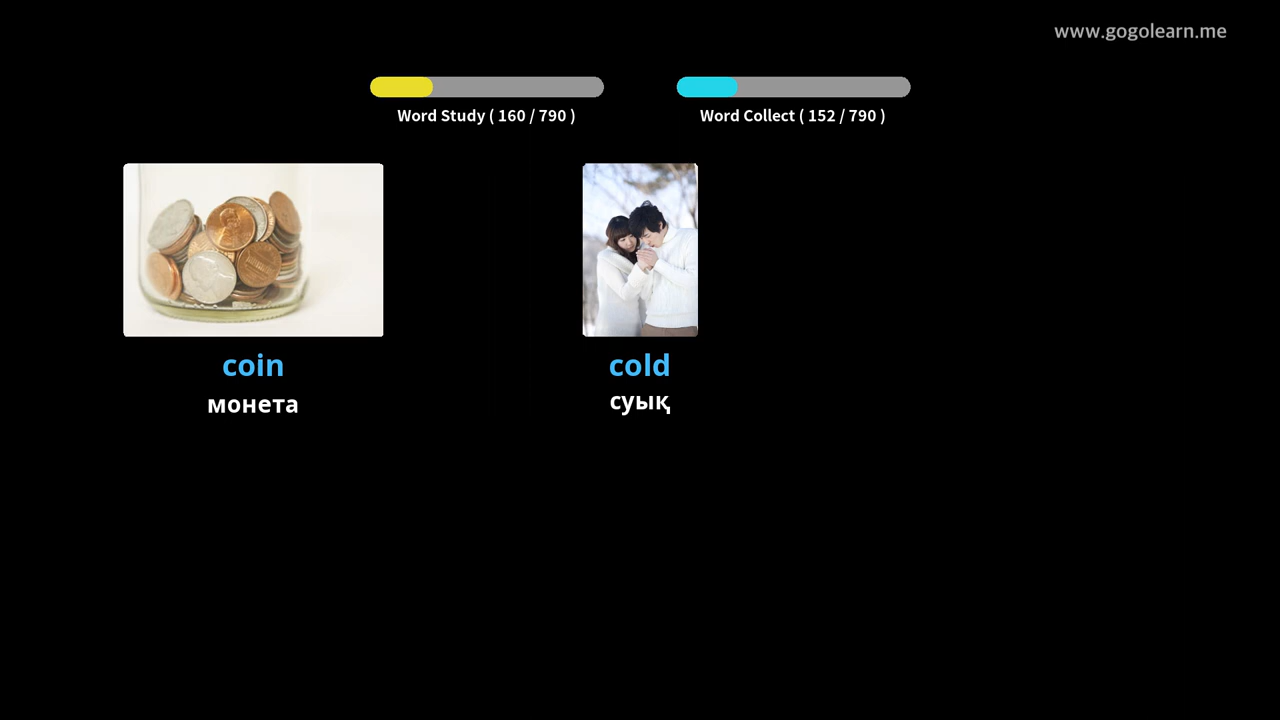 www.gogolearn.me
Word Study ( 160 / 790 )
Word Collect ( 152 / 790 )
coin
монета
cold
суық